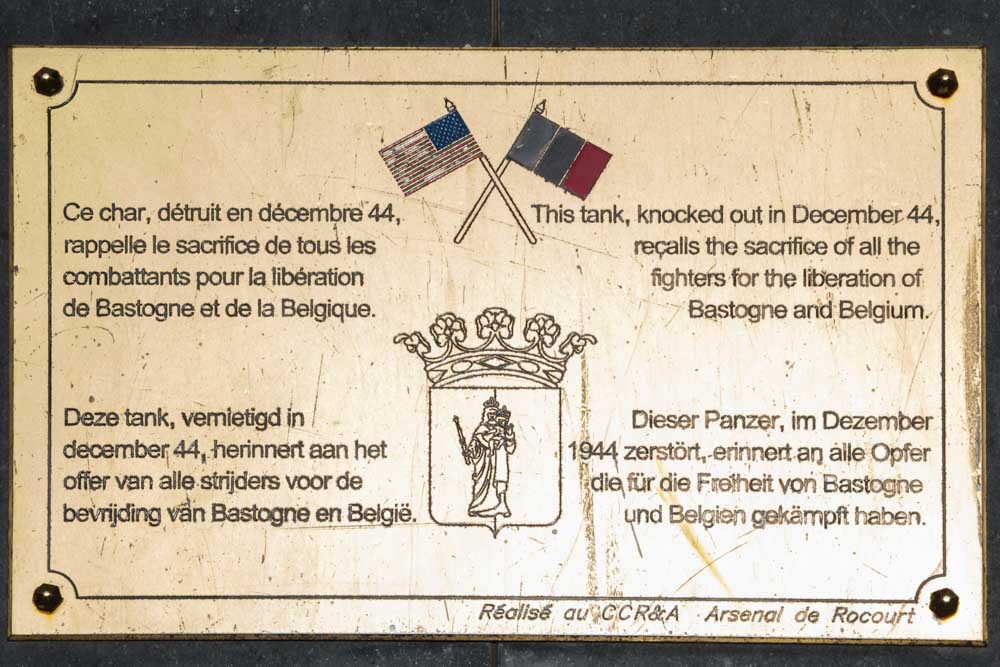 Ce char, détruit en décembre 44,
rappelle le sacrifice de tous les
combattants pour la libération
de Bastogne et de la Belgique.
This tank, knocked out in December 44,
recalls the sacrifice of all the
fighters for the liberation of
Bastogne and Belgium.
Deze tank, vernietigd in
december 44, herinnert aan het
offer van alle strijders voor de
bevrijding van Bastogne en België.
Dieser Panzer, im Dezember
1944 zerstört, erinnert an alle Opfer
die für die Freiheit von Bastogne
und Belgien gekämpft haben.
Réalisé au CCR&A Arsenal de Rocourt